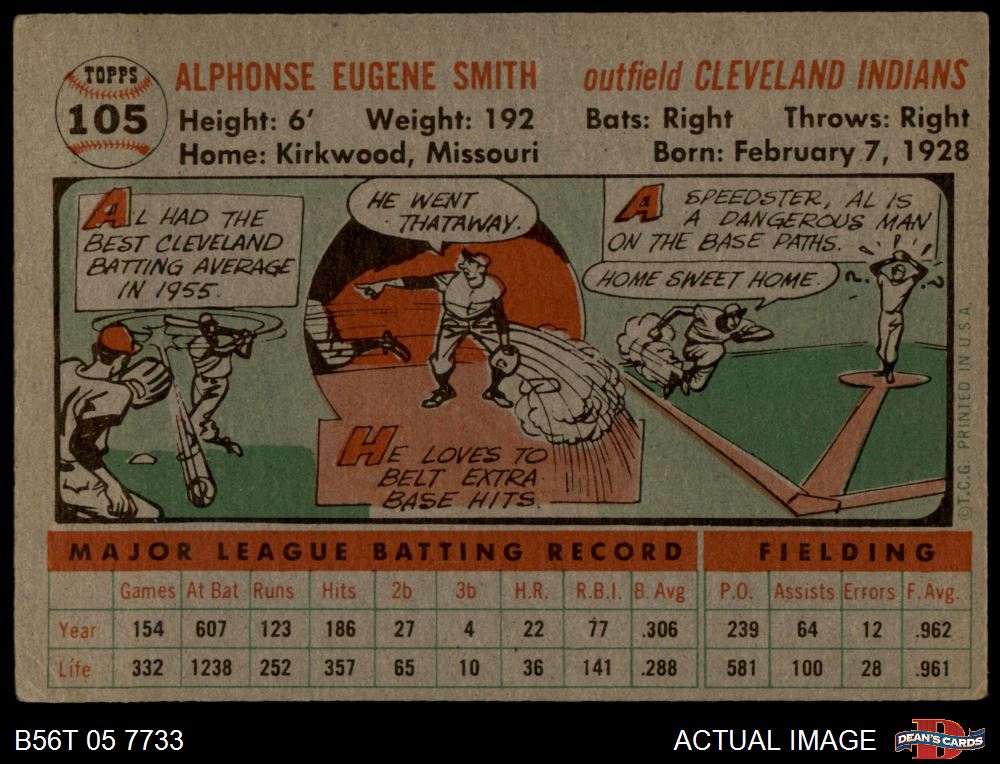 TOPPS
105
ALPHONSE EUGENE SMITH outfield CLEVELAND INDIANS
Height: 6' Weight: 192 Bats: Right Throws: Right
Home: Kirkwood, Missouri Born: February 7, 1928
AL HAD THE
BEST CLEVELAND
BATTING AVERAGE
IN 1955.
HE WENT
THATAWAY.
HE LOVES TO
BELT EXTRA
BASE HITS.
A SPEEDSTER, AL IS
A DANGEROUS MAN
ON THE BASE PATHS.
HOME SWEET HOME.
? ?
©T.C.G. PRINTED IN U.S.A.
MAJOR LEAGUE BATTING RECORD FIELDING
Games At Bat Runs Hits 2b 3b H.R. R.B.I. B. Avg P.O. Assists Errors F. Avg.
Year 154 607 123 186 27 4 22 77 .306 239 64 12 .962
Life 332 1238 252 357 65 10 36 141 .288 581 100 28 .961
B56T 05 7733 ACTUAL IMAGE DEAN'S CARDS